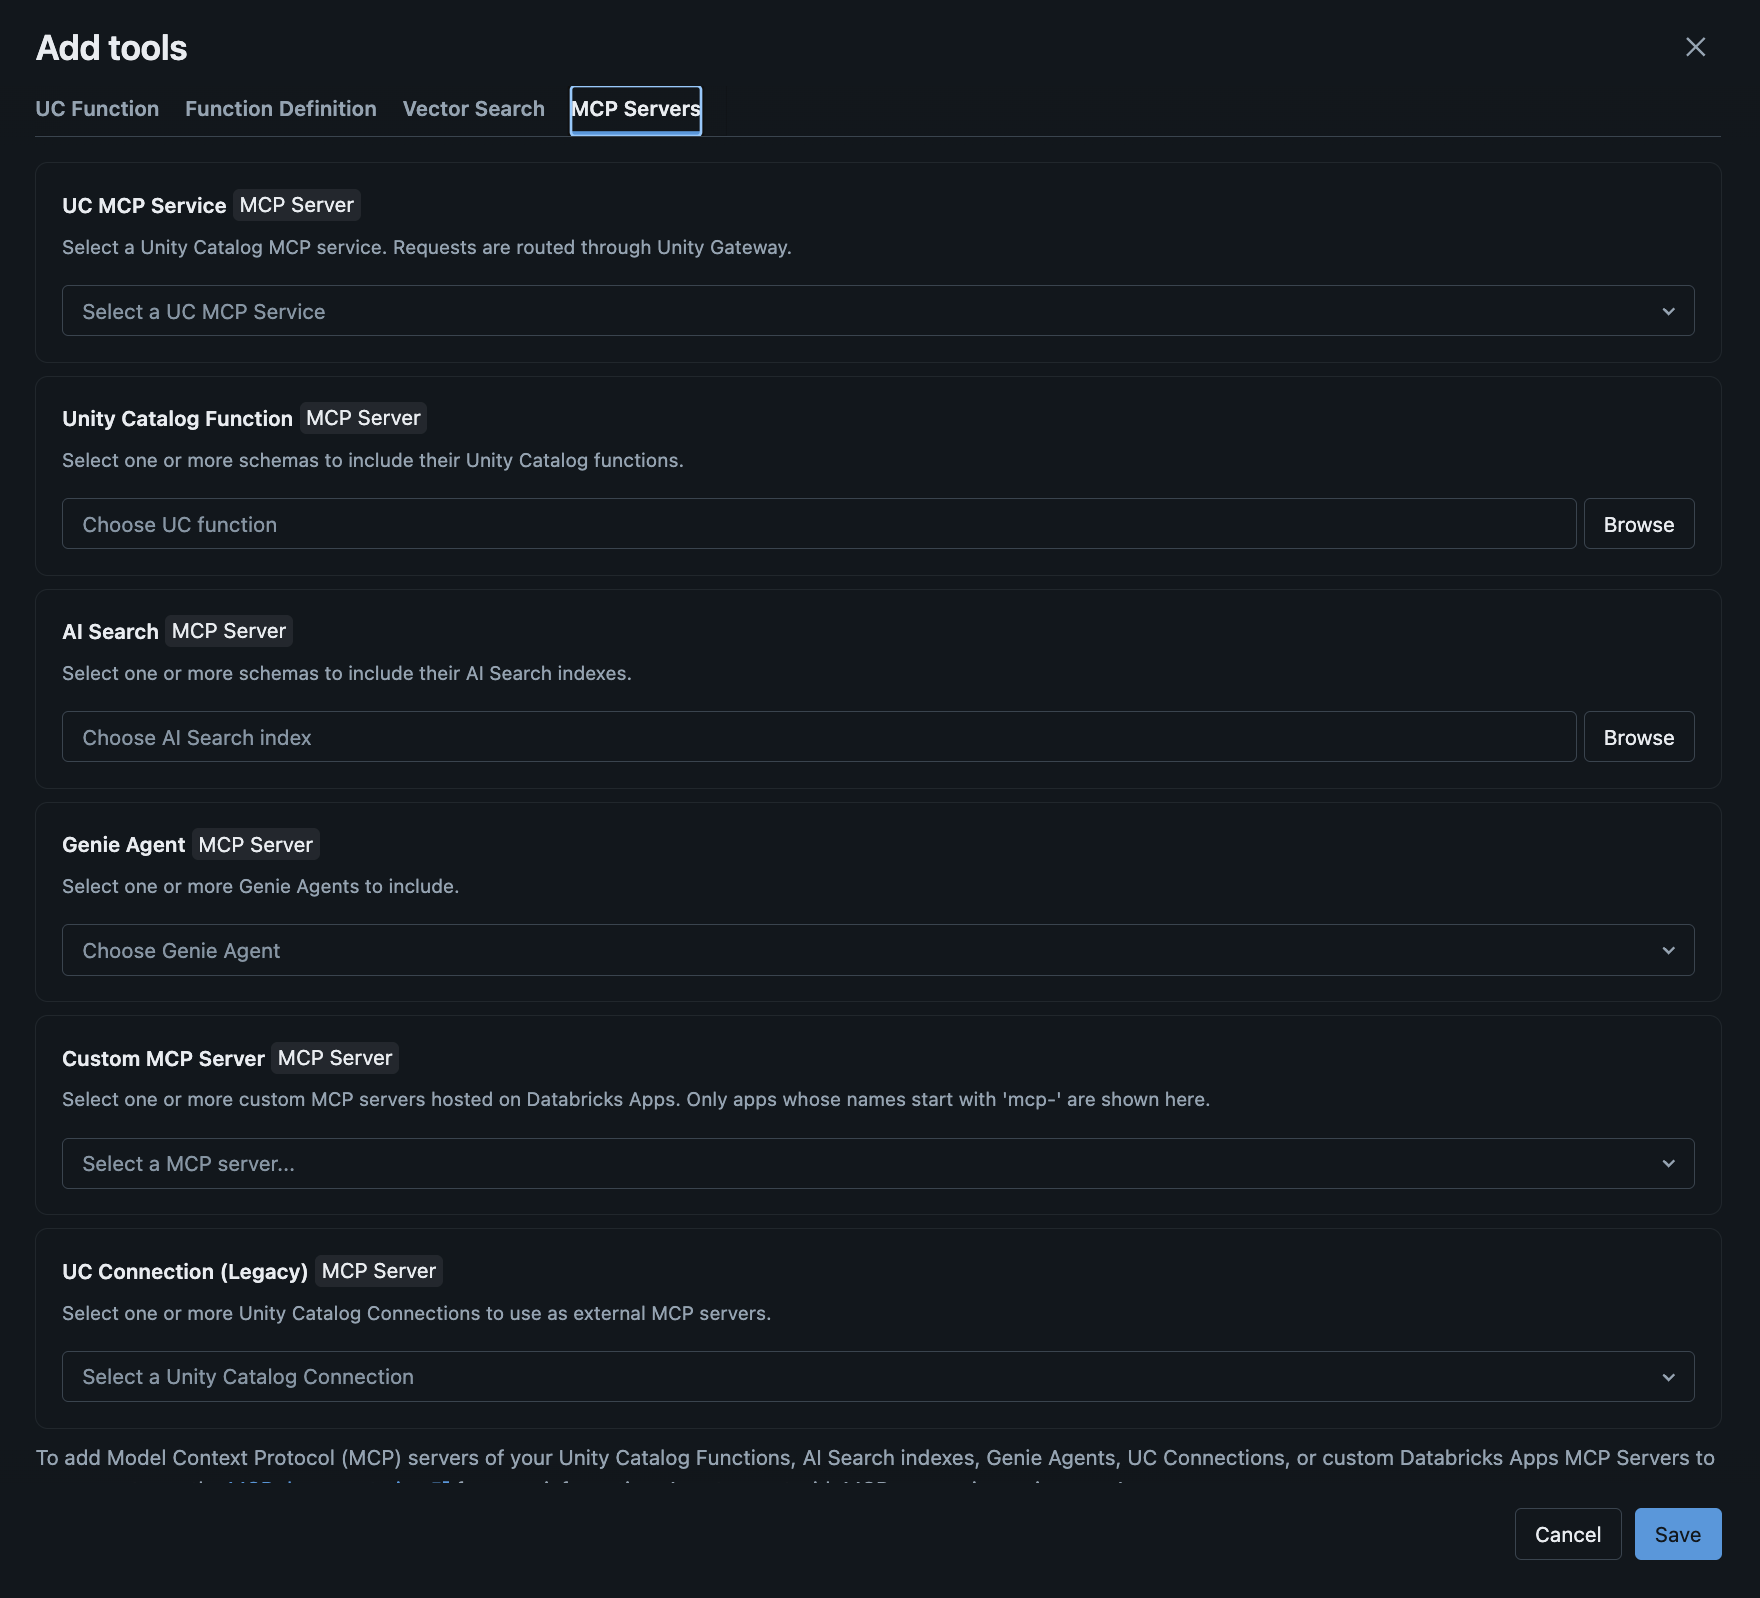 Add tools
UC Function Function Definition Vector Search MCP Servers
UC MCP Service MCP Server
Select a Unity Catalog MCP service. Requests are routed through Unity Gateway.
Select a UC MCP Service
Unity Catalog Function MCP Server
Select one or more schemas to include their Unity Catalog functions.
Choose UC function
Browse
AI Search MCP Server
Select one or more schemas to include their AI Search indexes.
Choose AI Search index
Browse
Genie Agent MCP Server
Select one or more Genie Agents to include.
Choose Genie Agent
Custom MCP Server MCP Server
Select one or more custom MCP servers hosted on Databricks Apps. Only apps whose names start with 'mcp-' are shown here.
Select a MCP server...
UC Connection (Legacy) MCP Server
Select one or more Unity Catalog Connections to use as external MCP servers.
Select a Unity Catalog Connection
To add Model Context Protocol (MCP) servers of your Unity Catalog Functions, AI Search indexes, Genie Agents, UC Connections, or custom Databricks Apps MCP Servers to
Cancel
Save